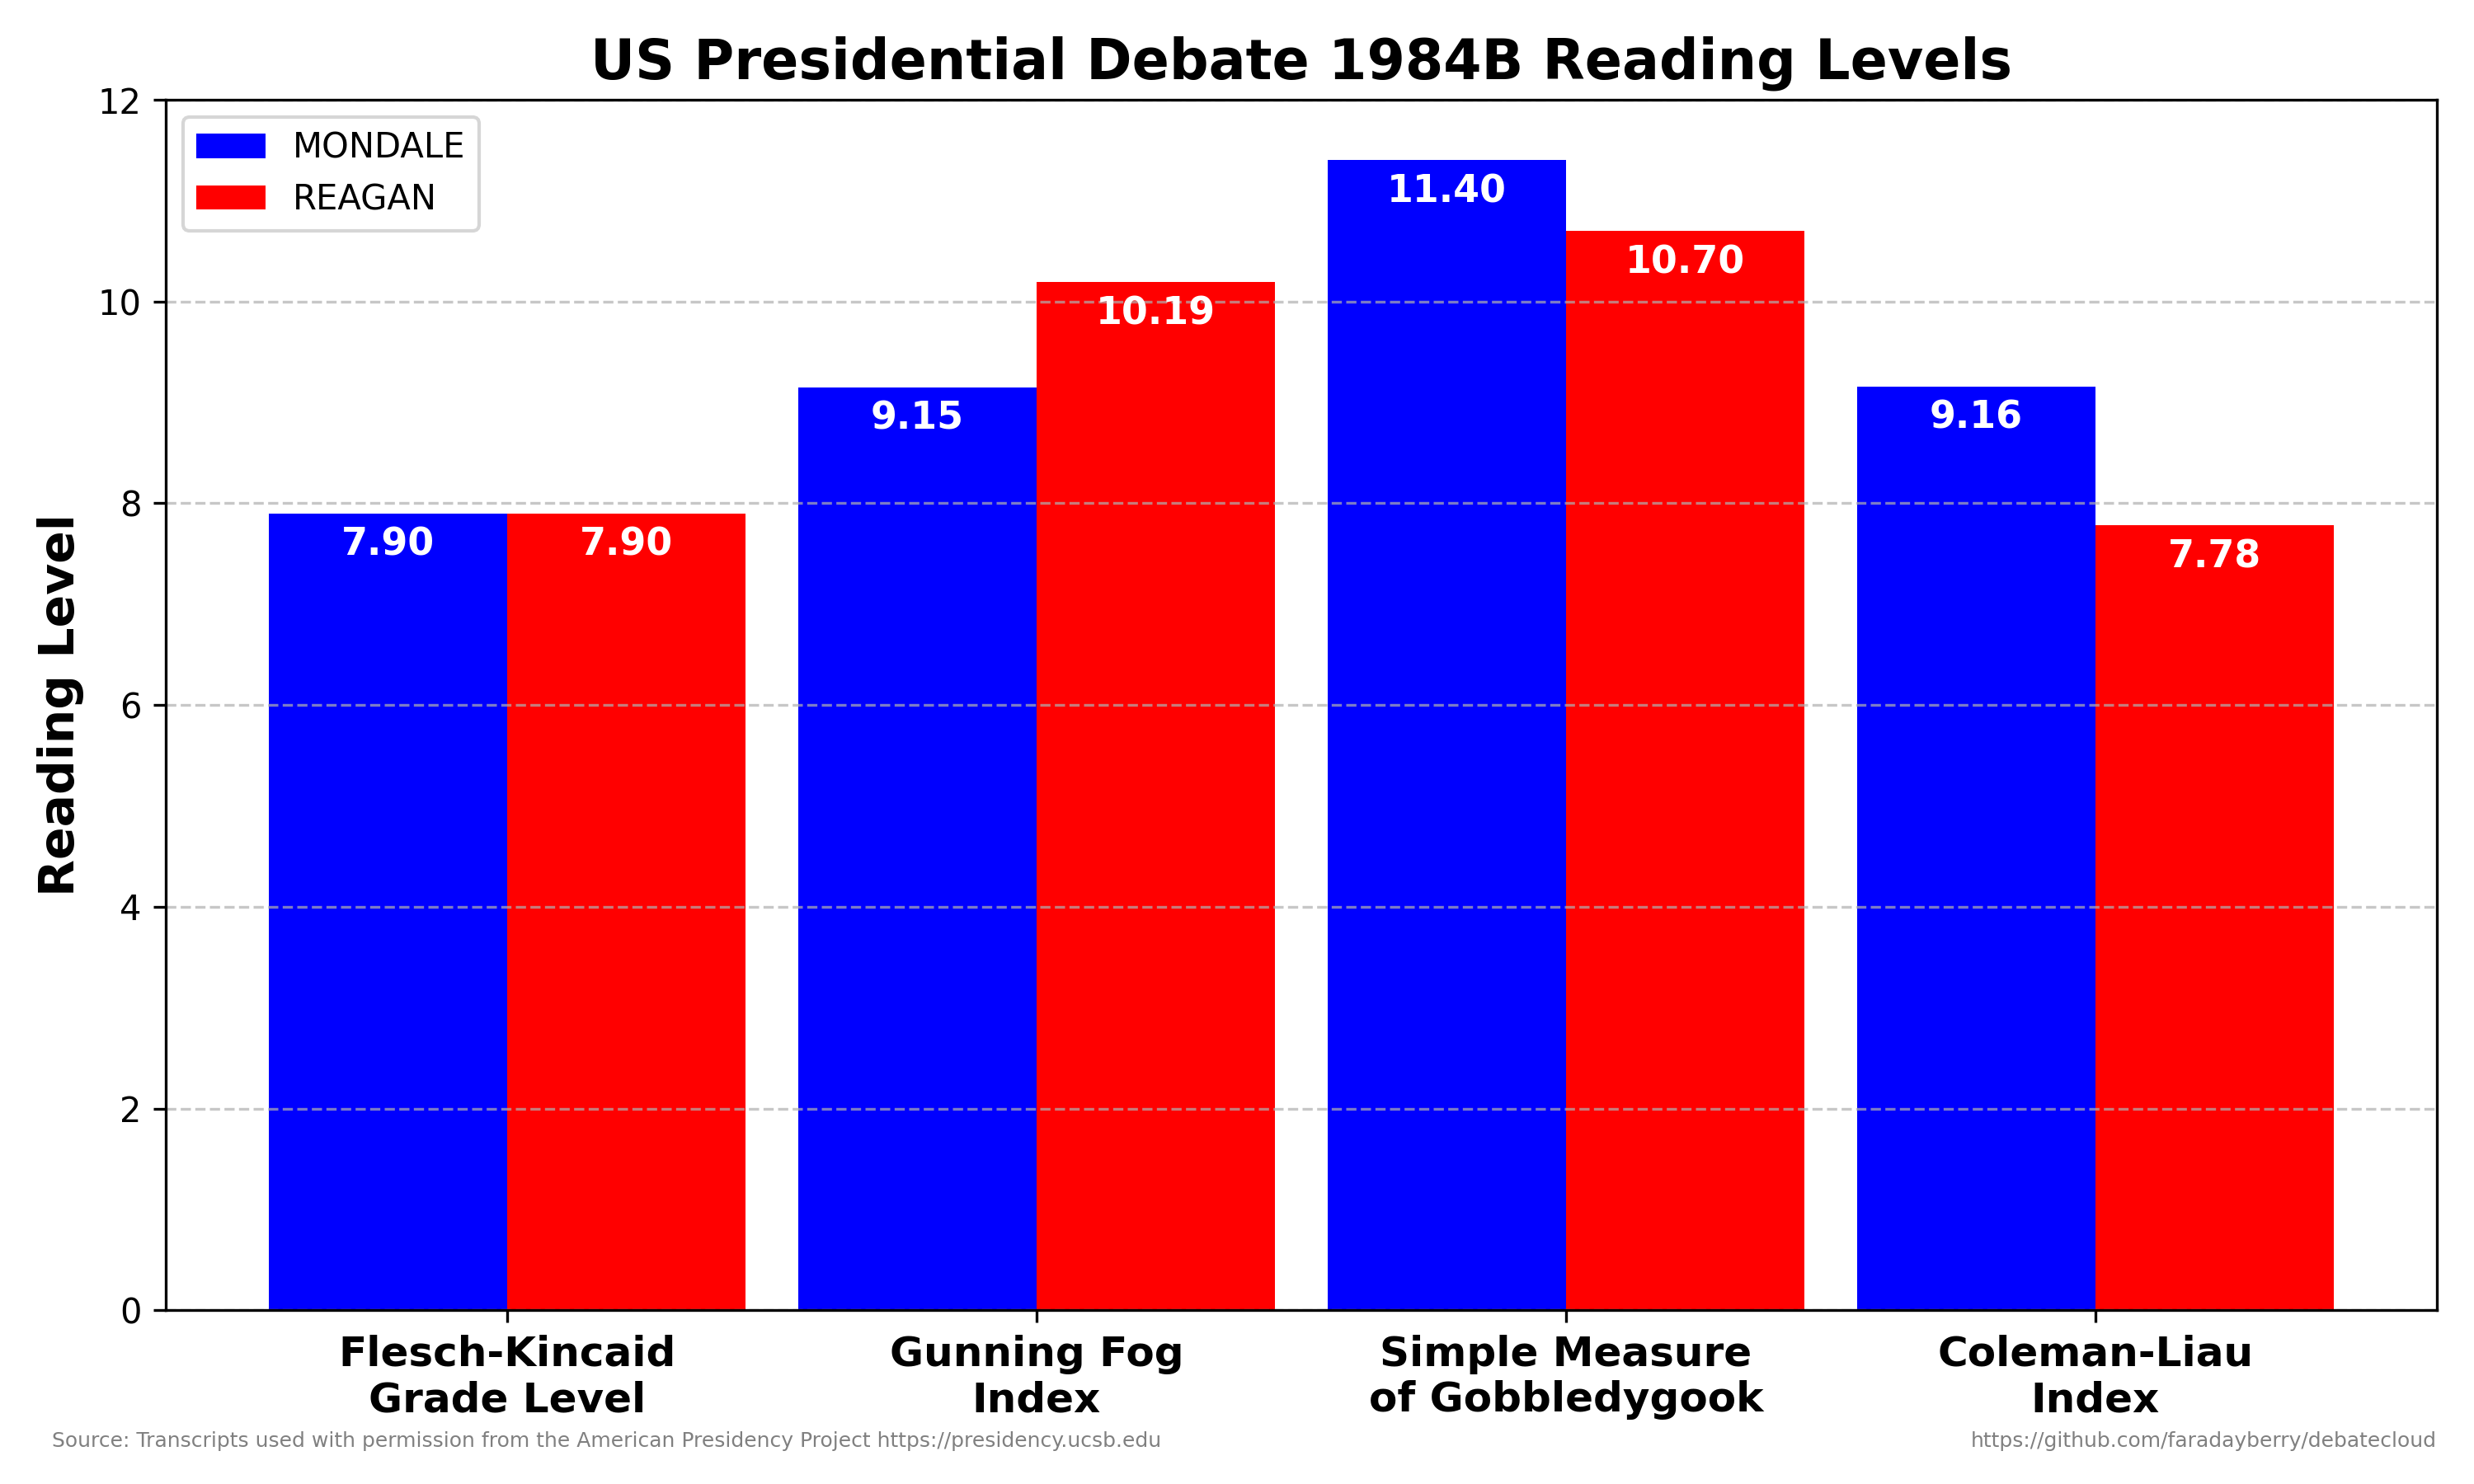 US Presidential Debate 1984B Reading Levels
MONDALE
REAGAN
Reading Level
12
10
8
6
4
2
0
7.90
7.90
9.15
10.19
11.40
10.70
9.16
7.78
Flesch-Kincaid
Grade Level
Gunning Fog
Index
Simple Measure
of Gobbledygook
Coleman-Liau
Index
Source: Transcripts used with permission from the American Presidency Project https://presidency.ucsb.edu
https://github.com/faradayberry/debatecloud